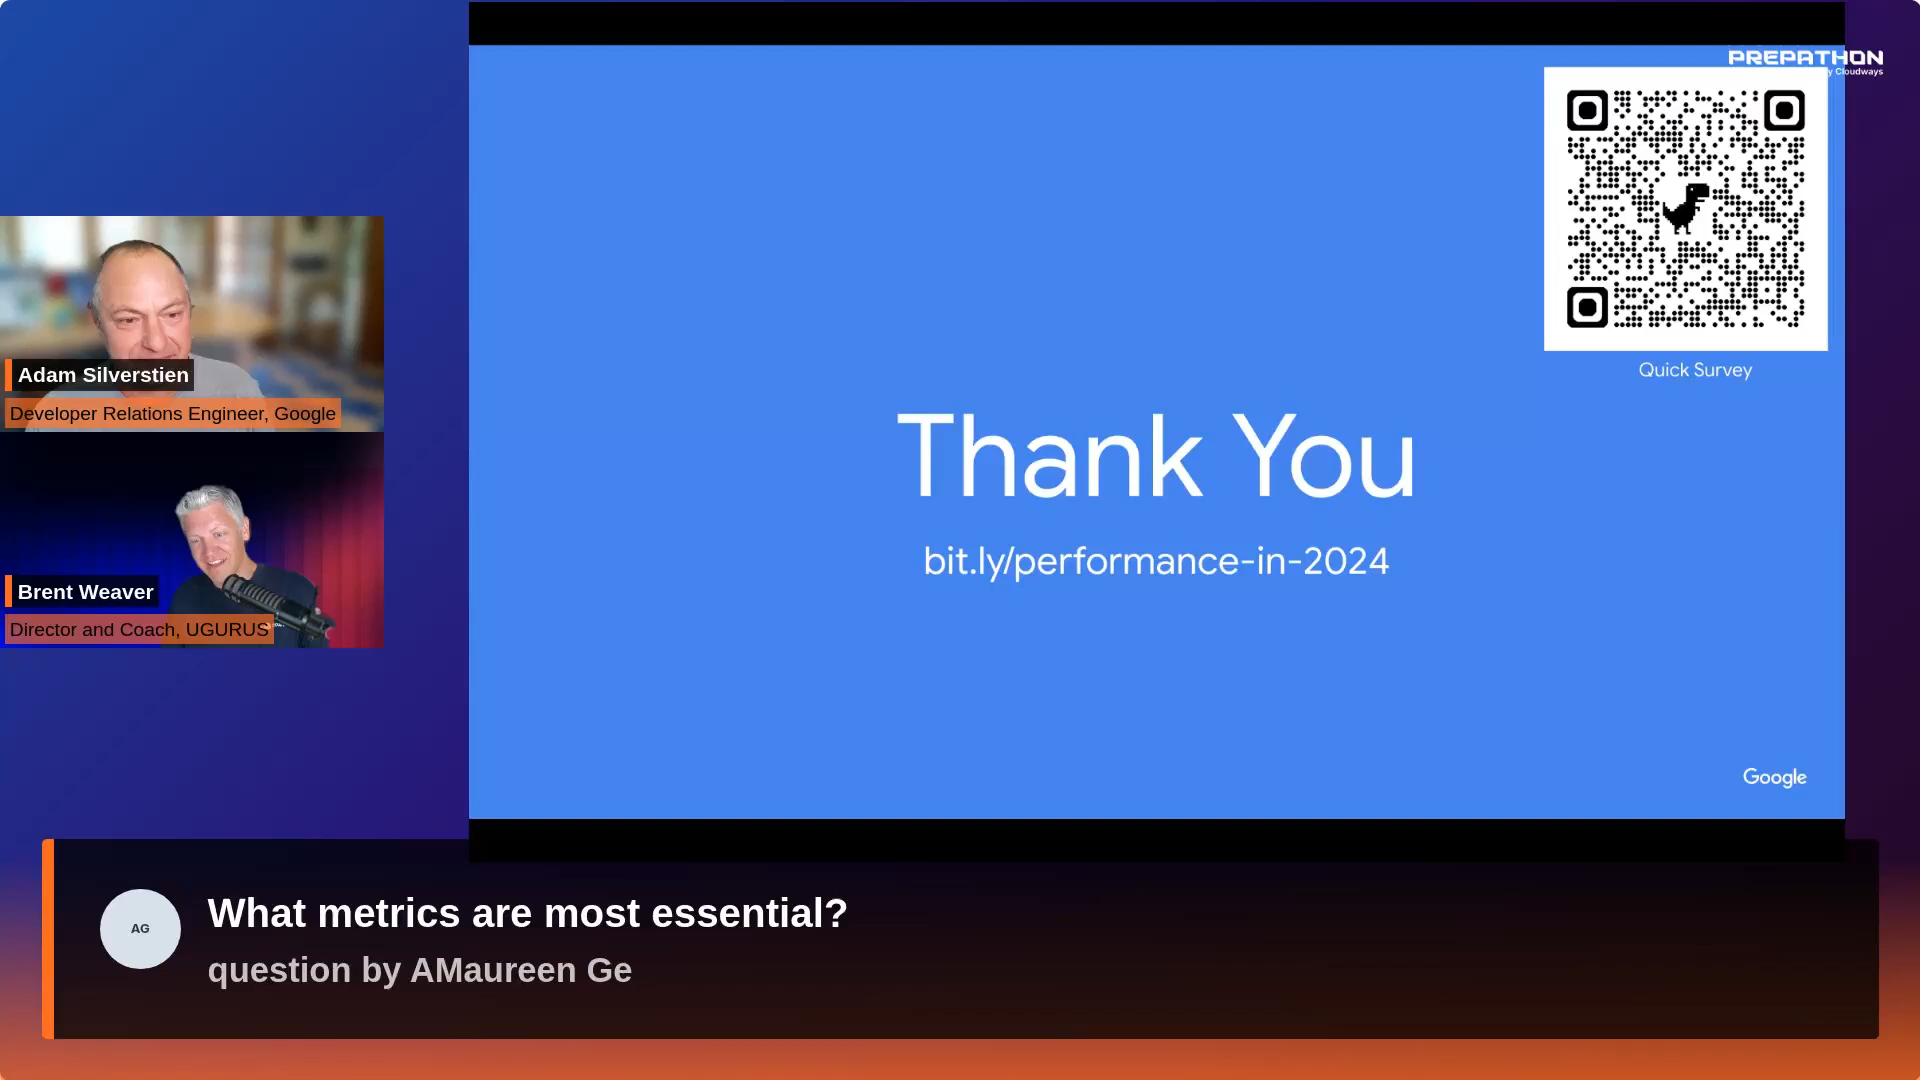 PREPATHON
y Cloudways
Quick Survey
Adam Silverstien
Developer Relations Engineer, Google
Thank You
bit.ly/performance-in-2024
Brent Weaver
Director and Coach, UGURUS
Google
AG
What metrics are most essential?
question by AMaureen Ge